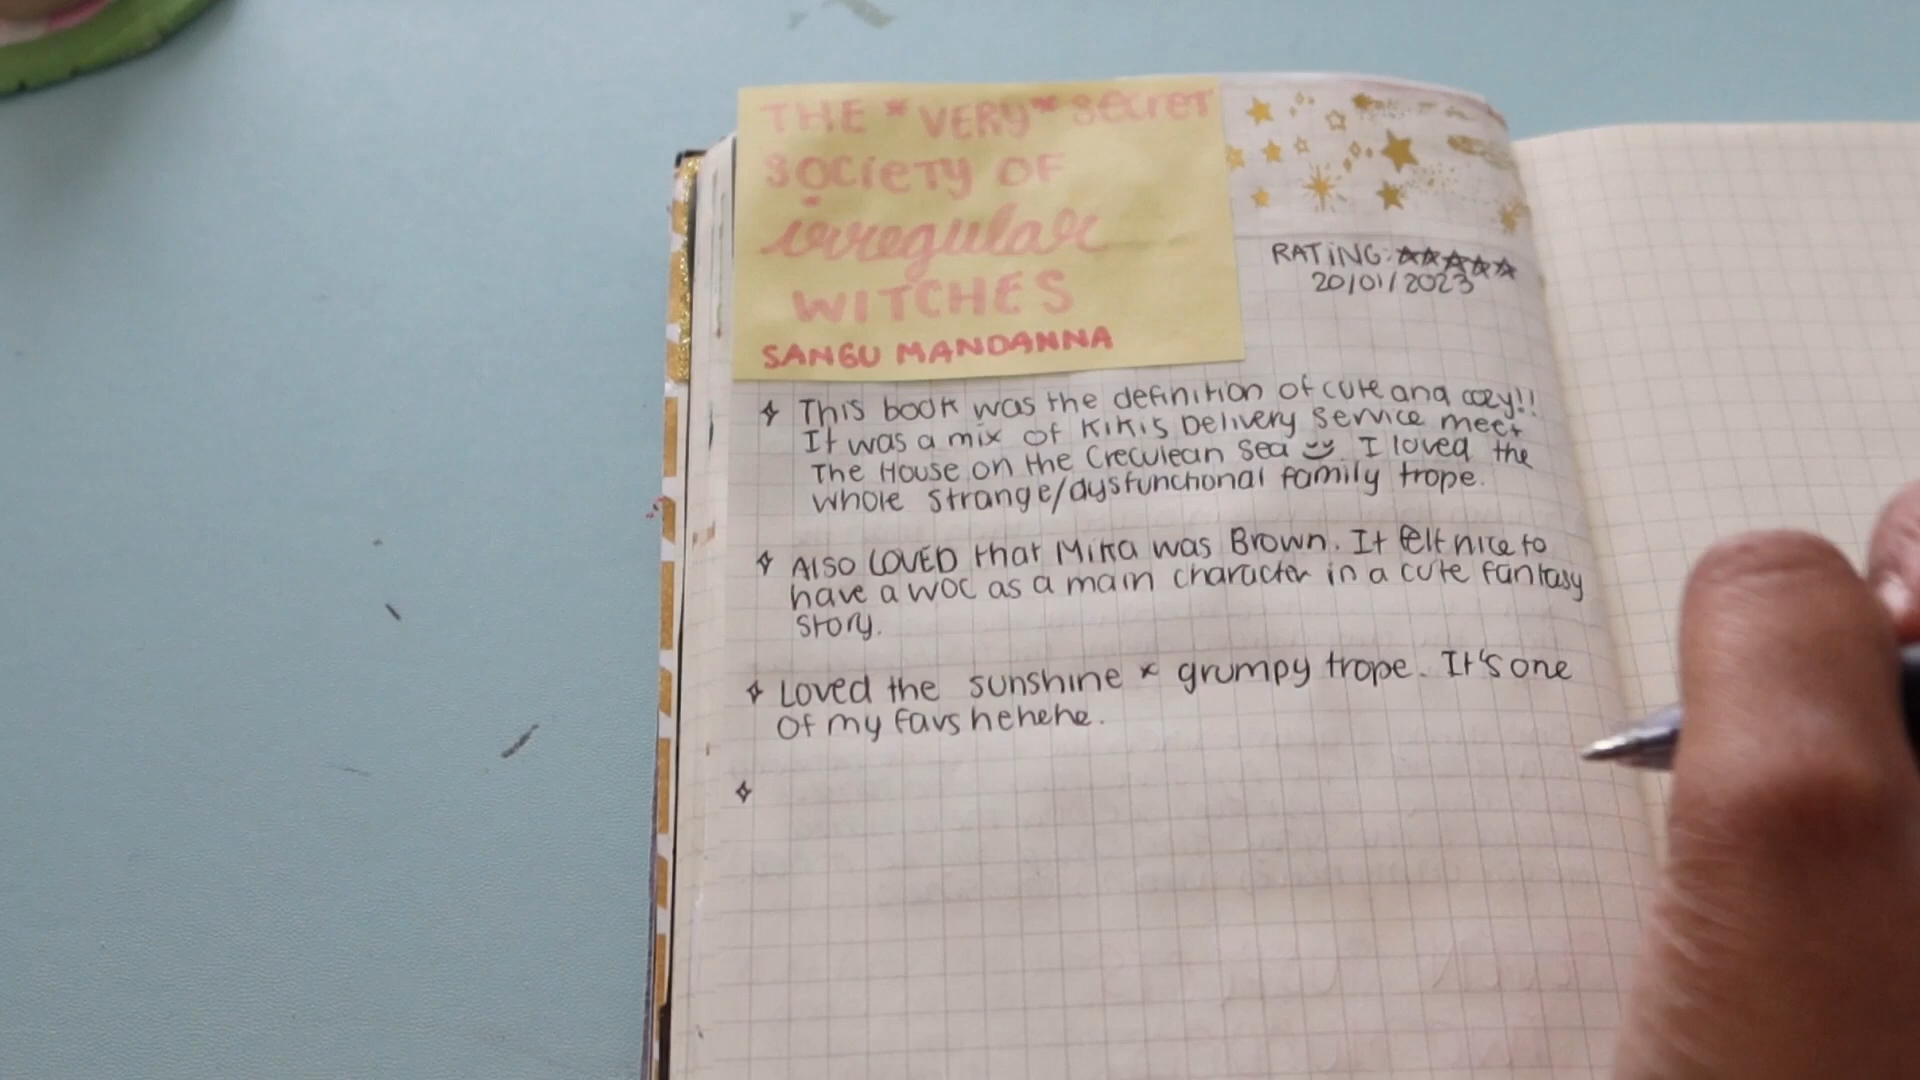 THE *VERY* secret
society OF
irregular
WITCHES
SANGU MANDANNA
RATING: ☆☆☆☆☆
20/01/2023
This book was the definition of cute and cozy!!
It was a mix of Kikis Delivery Service meet
The House on the Creculean Sea I loved the
whole strange/dysfunctional family trope.
Also LOVED that Mika was Brown. It felt nice to
have a WOC as a main character in a cute fantasy
story.
Loved the sunshine x grumpy trope. It's one
of my favs hehehe.